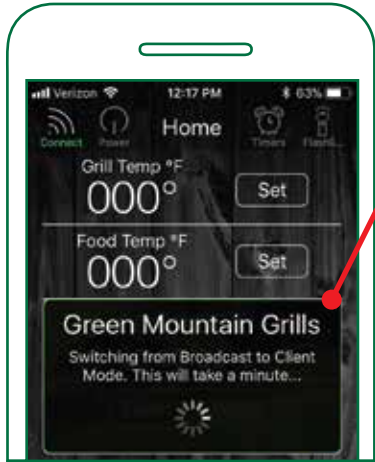 Verizon 12:17 PM 63%
Connect Power Home Timers Flashli...
Grill Temp °F
000° Set
Food Temp °F
000° Set
Green Mountain Grills
Switching from Broadcast to Client
Mode. This will take a minute...